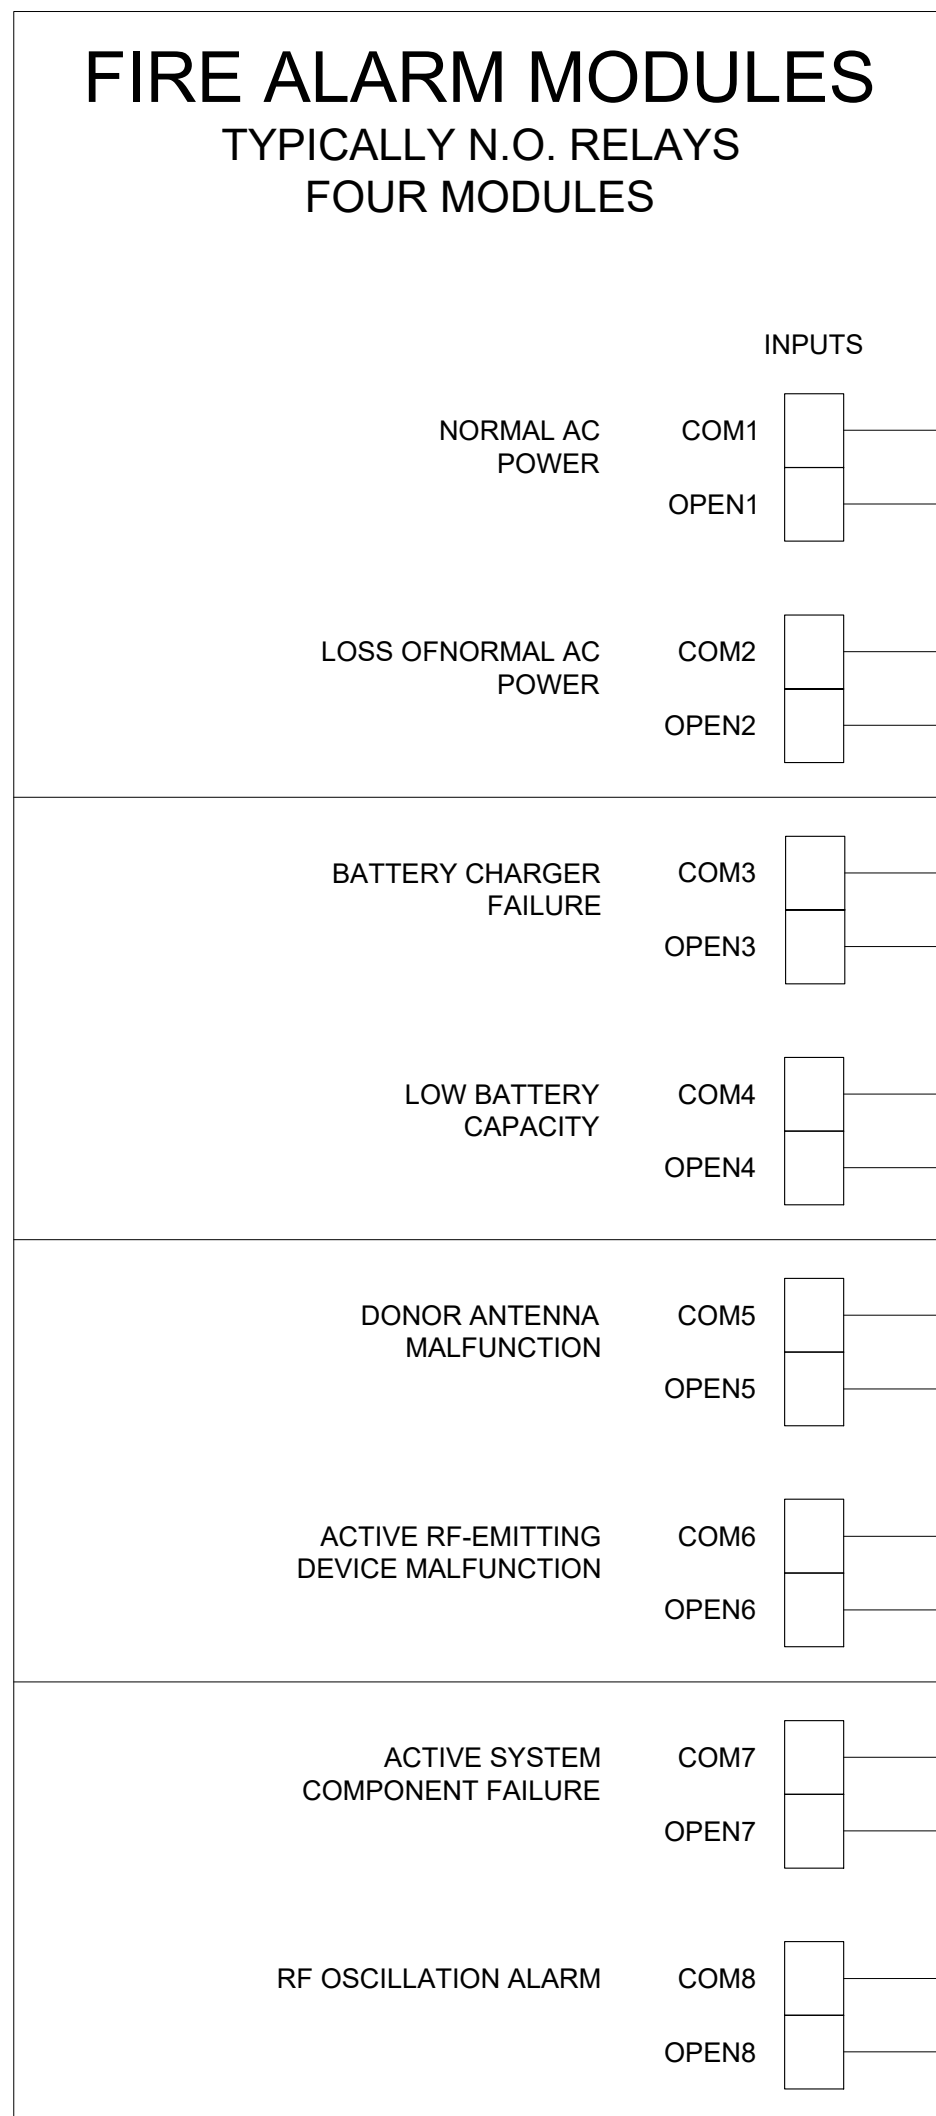 FIRE ALARM MODULES
TYPICALLY N.O. RELAYS
FOUR MODULES
INPUTS
NORMAL AC
POWER
COM1
OPEN1
LOSS OFNORMAL AC
POWER
COM2
OPEN2
BATTERY CHARGER
FAILURE
COM3
OPEN3
LOW BATTERY
CAPACITY
COM4
OPEN4
DONOR ANTENNA
MALFUNCTION
COM5
OPEN5
ACTIVE RF-EMITTING
DEVICE MALFUNCTION
COM6
OPEN6
ACTIVE SYSTEM
COMPONENT FAILURE
COM7
OPEN7
RF OSCILLATION ALARM
COM8
OPEN8